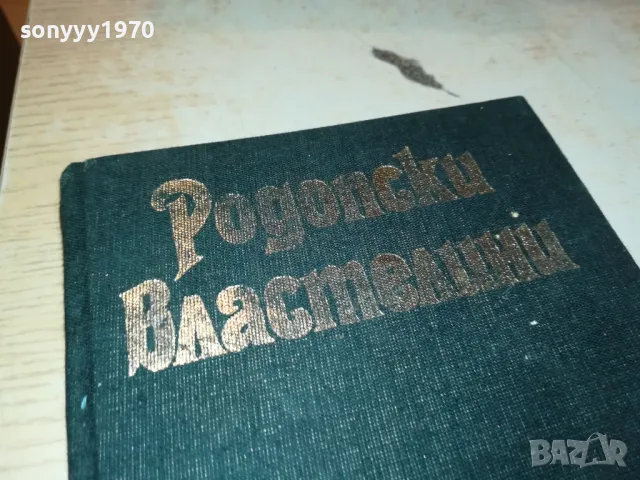 sonyyy1970
Родопски
Властелини
BAZAR